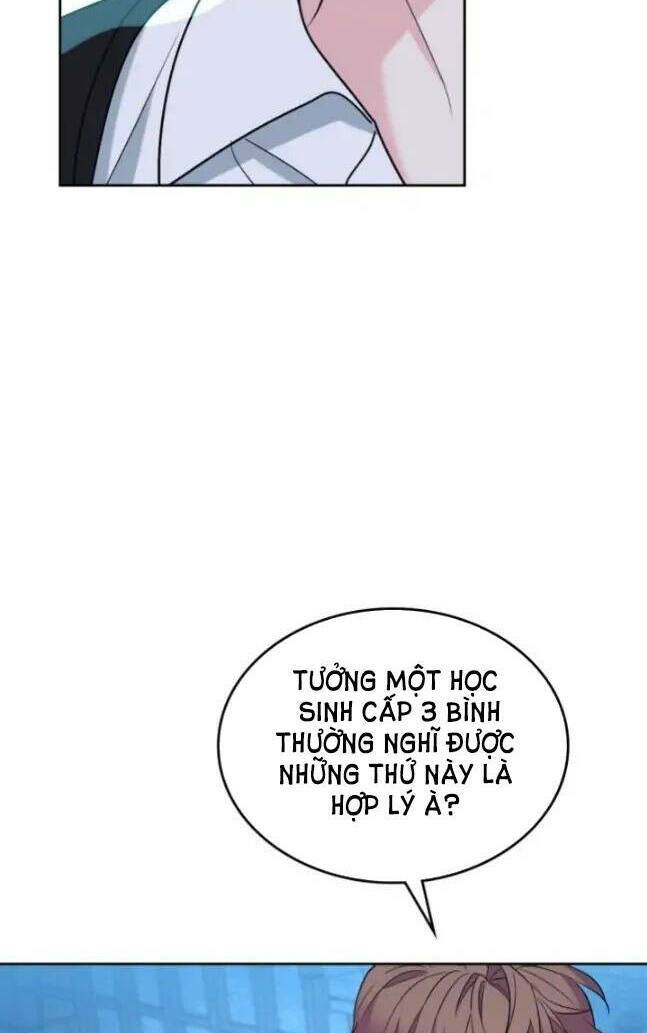 TƯỞNG MỘT HỌC
SINH CẤP 3 BÌNH
THƯỜNG NGHĨ ĐƯỢC
NHỮNG THỨ NÀY LÀ
HỢP LÝ À?